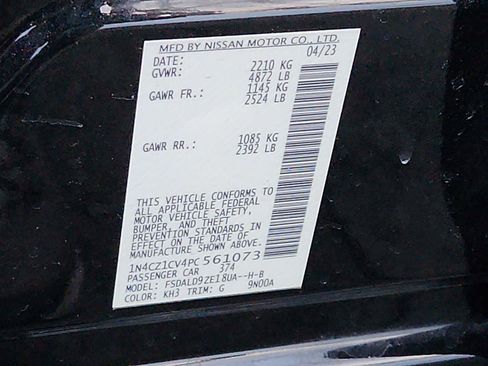 MFD BY NISSAN MOTOR CO., LTD.
DATE: 04/23
GVWR: 2210 KG
4872 LB
GAWR FR.: 1145 KG
2524 LB
GAWR RR.: 1085 KG
2392 LB
THIS VEHICLE CONFORMS TO
ALL APPLICABLE FEDERAL
MOTOR VEHICLE SAFETY,
BUMPER, AND THEFT
PREVENTION STANDARDS IN
EFFECT ON THE DATE OF
MANUFACTURE SHOWN ABOVE.
1N4CZ1CV4PC561073
PASSENGER CAR 374
MODEL: FSDALD9ZE18UA--H-B
COLOR: KH3 TRIM: G 9N00A